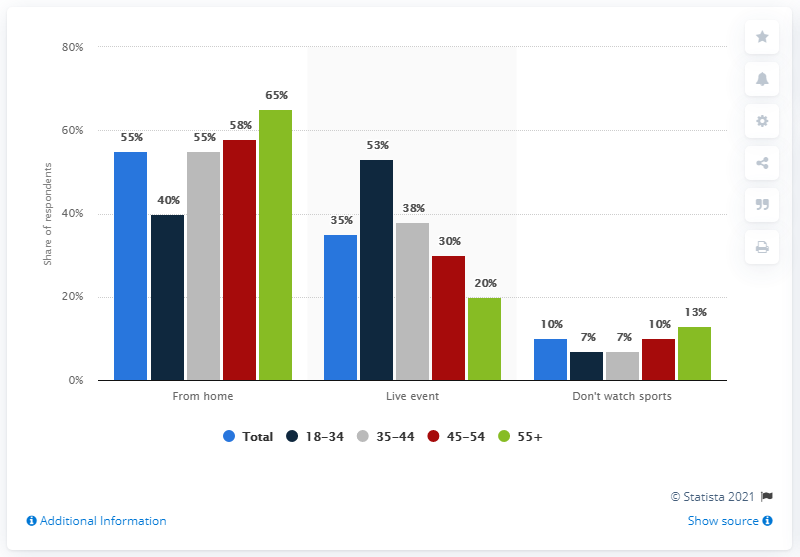 80%
60%
40%
20%
0%
Share of respondents
55%
40%
55%
58%
65%
35%
53%
38%
30%
20%
10%
7%
7%
10%
13%
From home
Live event
Don't watch sports
Total 18–34 35–44 45–54 55+
© Statista 2021
Additional Information
Show source